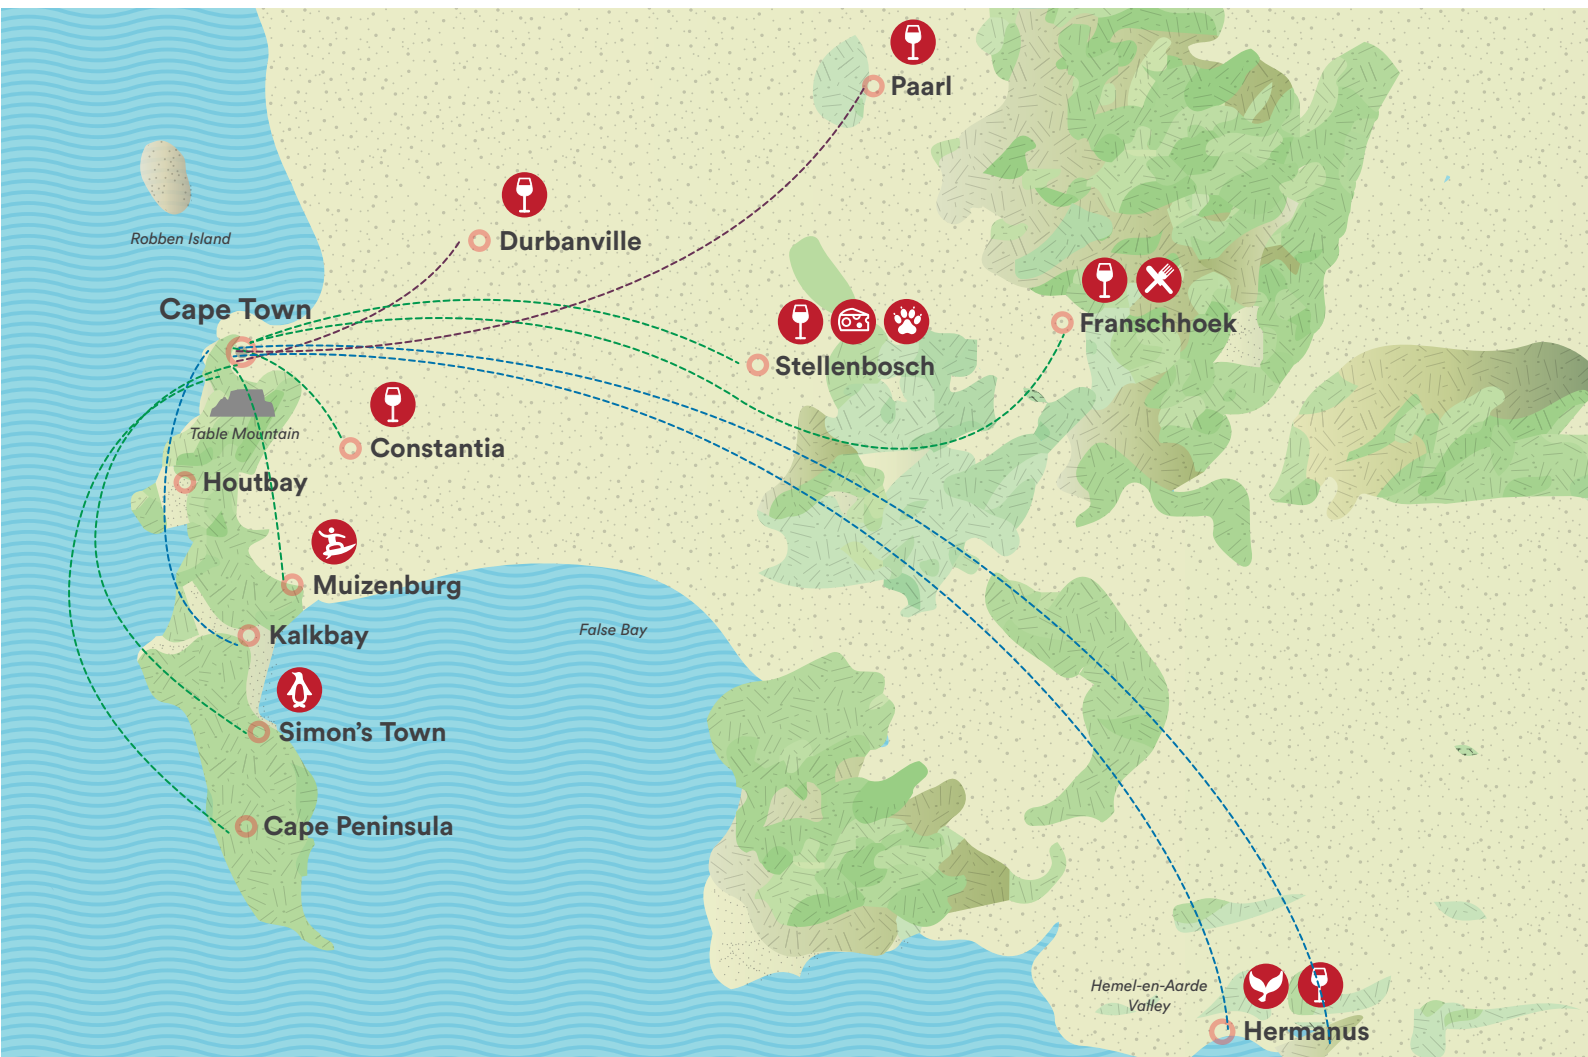 Paarl
Durbanville
Robben Island
Cape Town
Franschhoek
Stellenbosch
Table Mountain
Constantia
Houtbay
Muizenburg
False Bay
Kalkbay
Simon’s Town
Cape Peninsula
Hemel-en-Aarde
Valley
Hermanus